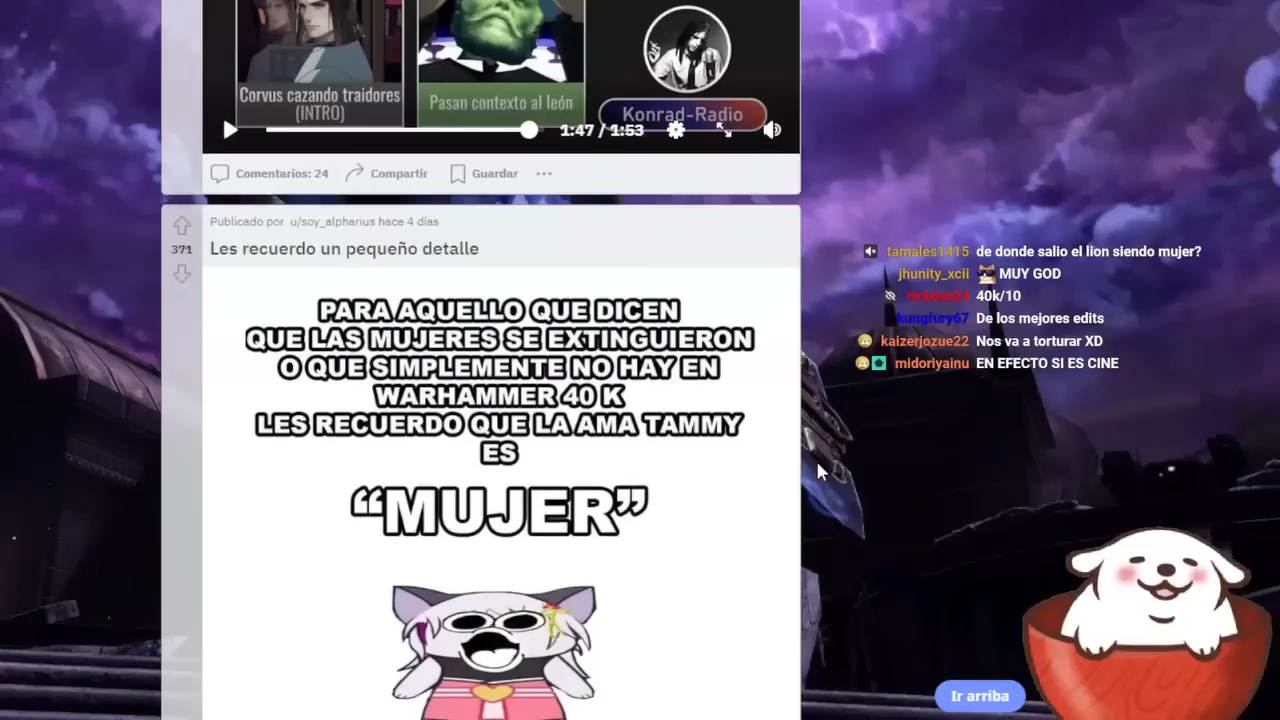 Corvus cazando traidores
(INTRO)
Pasan contexto al león
Konrad-Radio
1:47 / 1:53
Comentarios: 24
Compartir
Guardar
Publicado por u/soy_alpharius hace 4 días
371
Les recuerdo un pequeño detalle
PARA AQUELLO QUE DICEN
QUE LAS MUJERES SE EXTINGUIERON
O QUE SIMPLEMENTE NO HAY EN
WARHAMMER 40 K
LES RECUERDO QUE LA AMA TAMMY
ES
“MUJER”
tamales1415 de donde salio el lion siendo mujer?
jhunity_xcii MUY GOD
40k/10
kungfury67 De los mejores edits
kaizerjozue22 Nos va a torturar XD
midoriyainu EN EFECTO SI ES CINE
Ir arriba